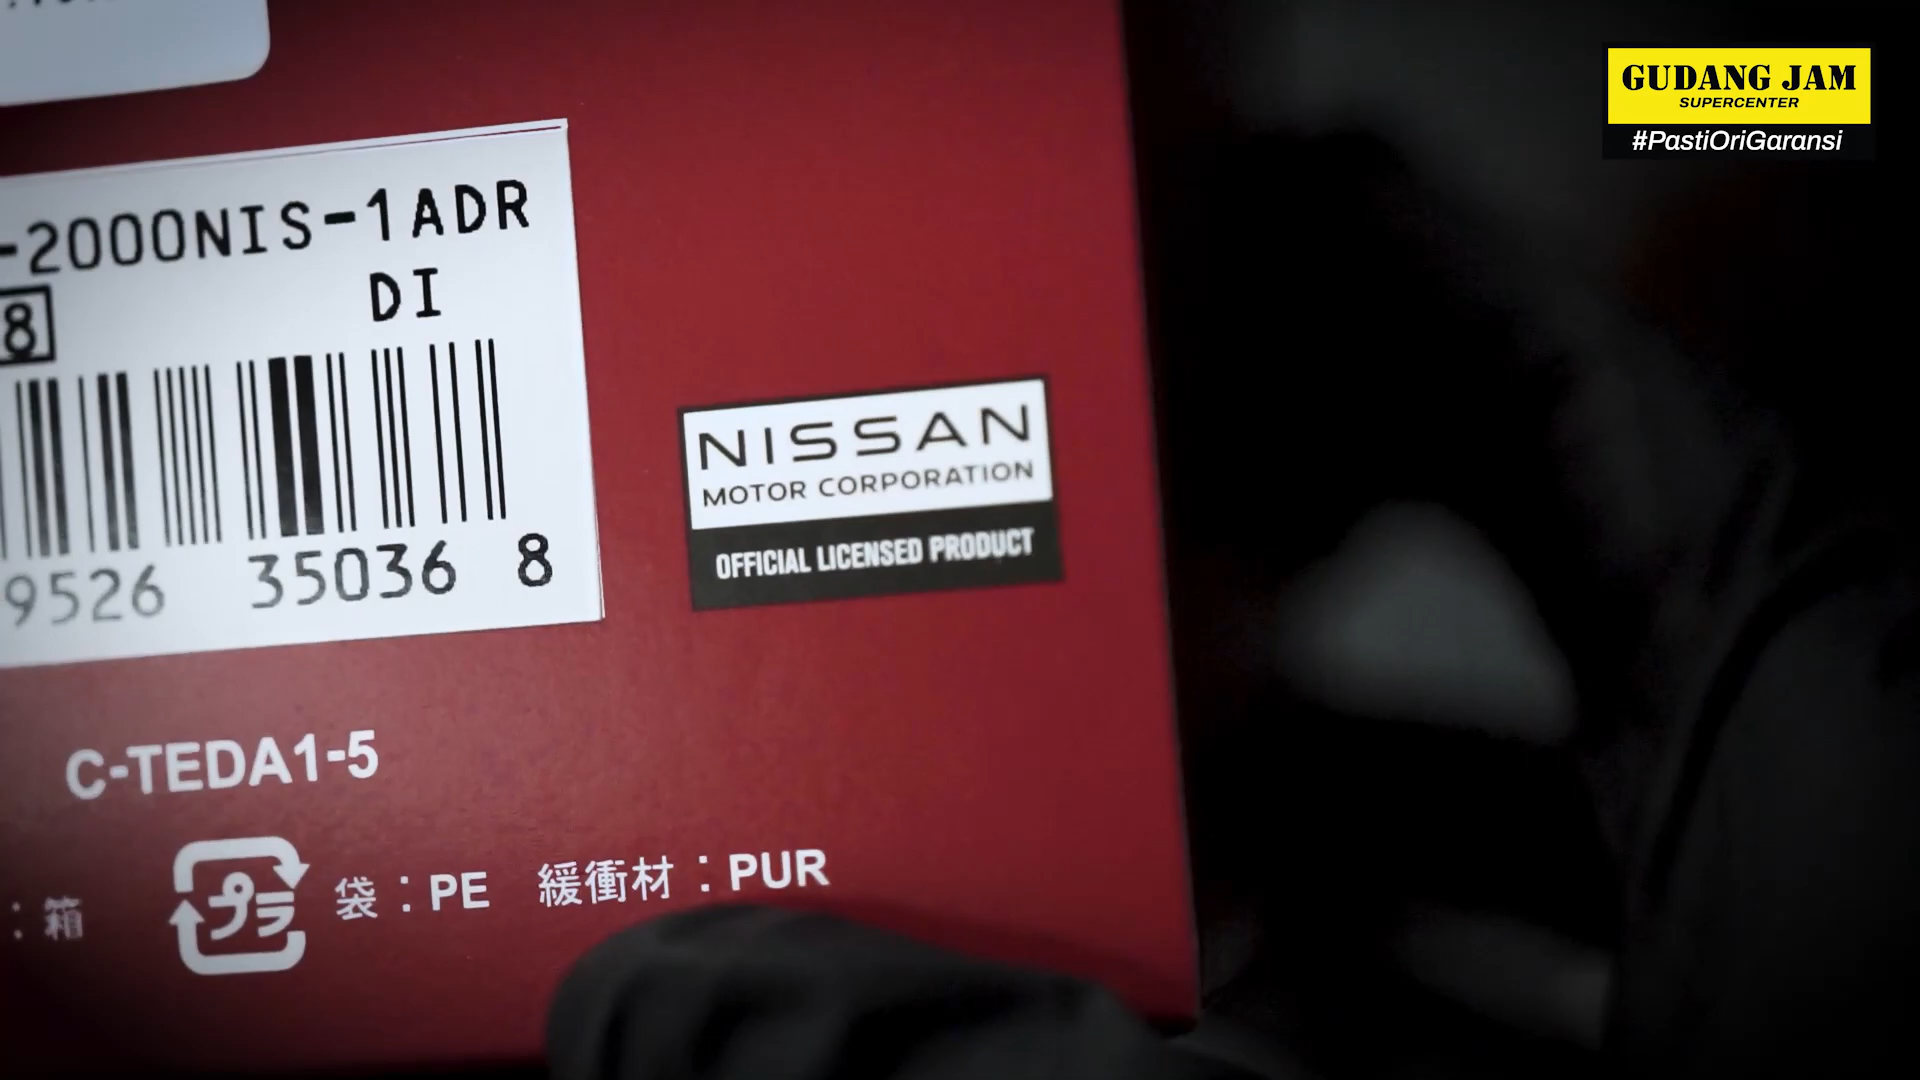 GUDANG JAM
SUPERCENTER
#PastiOriGaransi
-2000NIS-1ADR
DI
8
9526 35036 8
NISSAN
MOTOR CORPORATION
OFFICIAL LICENSED PRODUCT
C-TEDA1-5
：箱 プラ 袋：PE 緩衝材：PUR